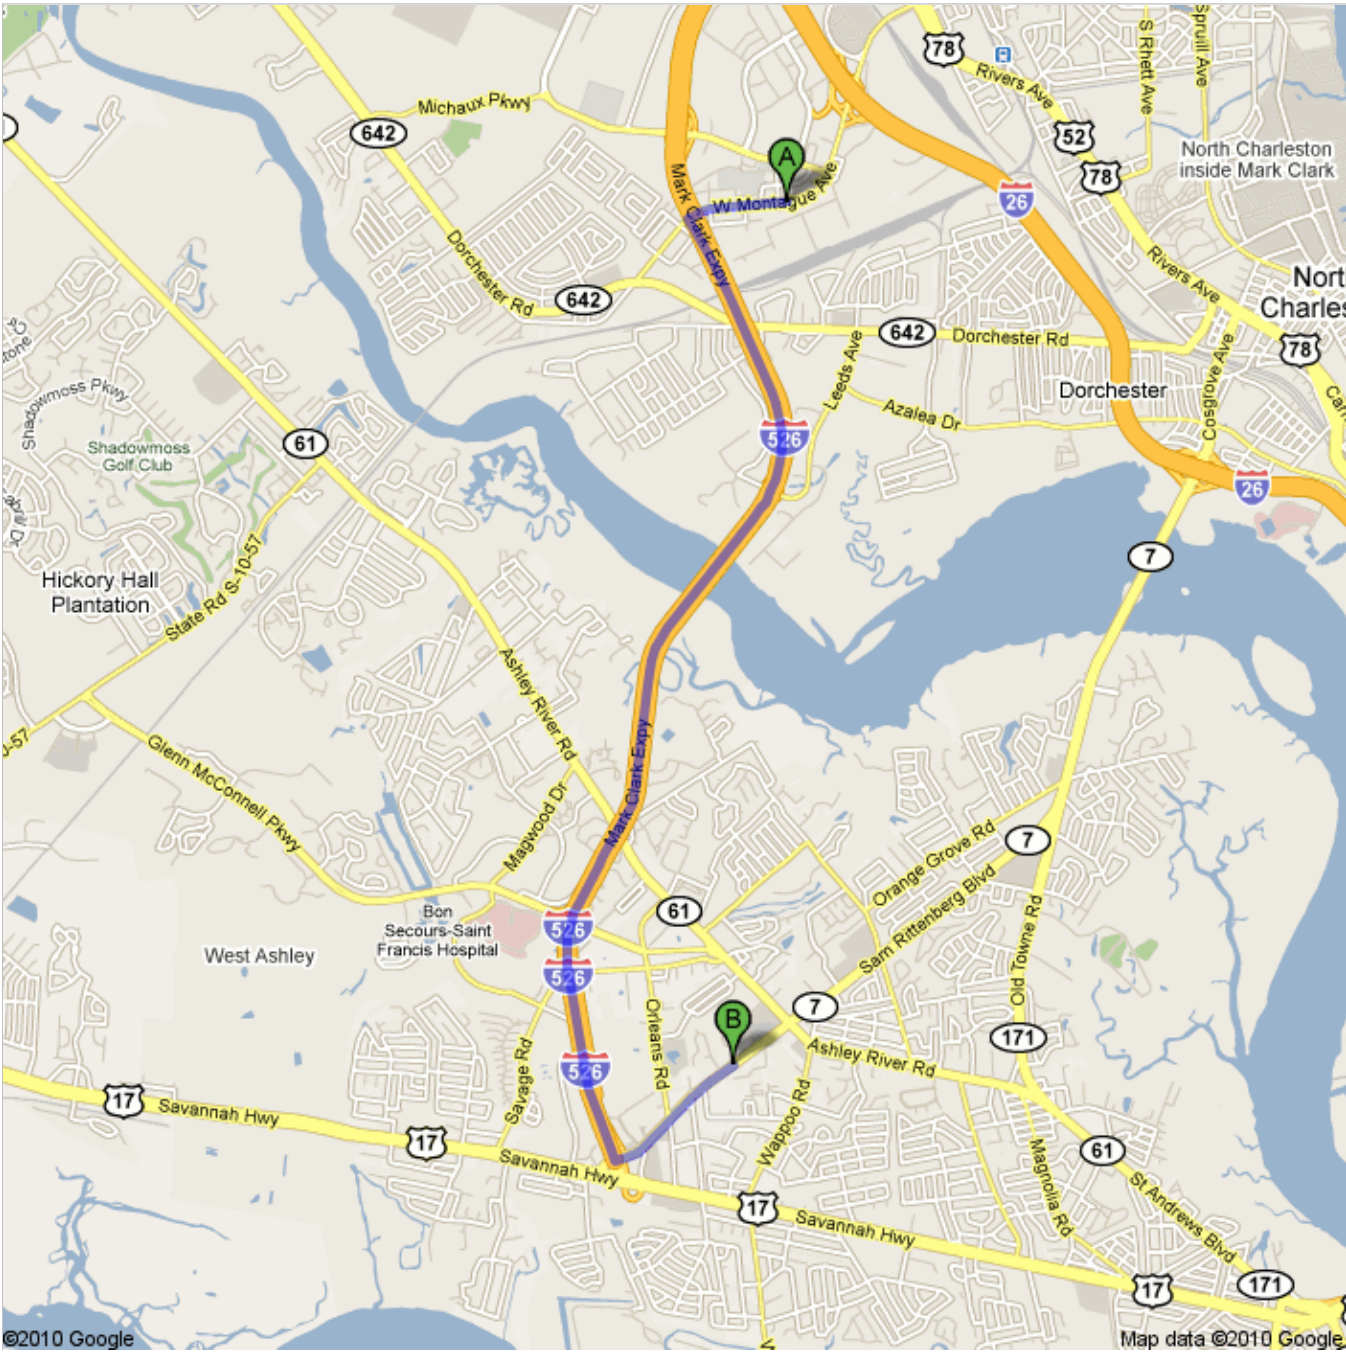 78
Rivers Ave
S Rhett Ave
Spruill Ave
Michaux Pkwy
642
52
78
North Charleston
inside Mark Clark
A
W Montague Ave
Mark Clark Expy
26
Dorchester Rd
642
Rivers Ave
North
Charles
642
Dorchester Rd
78
Cosgrove Ave
Leeds Ave
Azalea Dr
Dorchester
Shadowmoss Pkwy
Shadowmoss
Golf Club
61
526
26
7
Hickory Hall
Plantation
State Rd S-10-57
Ashley River Rd
0-57
Glenn McConnell Pkwy
Mark Clark Expy
Magwood Dr
Orange Grove Rd
7
Sam Rittenberg Blvd
Bon
Secours-Saint
Francis Hospital
526
61
West Ashley
526
Old Towne Rd
Orleans Rd
B
7
171
Ashley River Rd
Savage Rd
526
Wappoo Rd
17
Savannah Hwy
17
Savannah Hwy
Magnolia Rd
61
St Andrews Blvd
17
Savannah Hwy
171
17
©2010 Google
Map data ©2010 Google